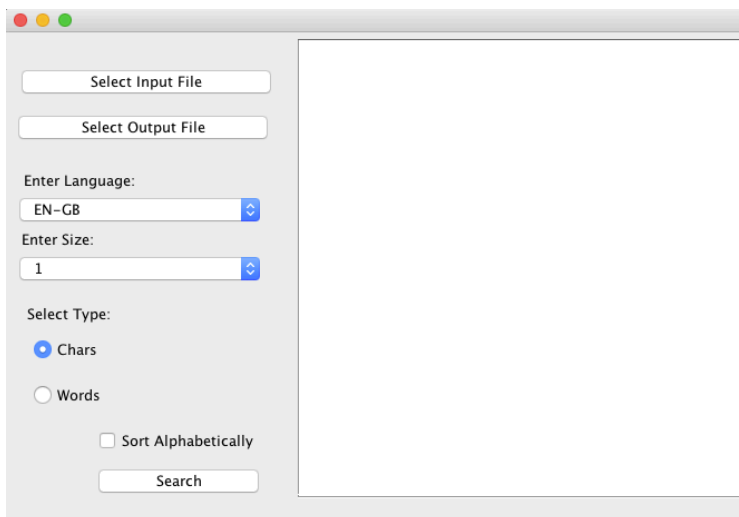 Select Input File
Select Output File
Enter Language:
EN-GB
Enter Size:
1
Select Type:
Chars
Words
Sort Alphabetically
Search